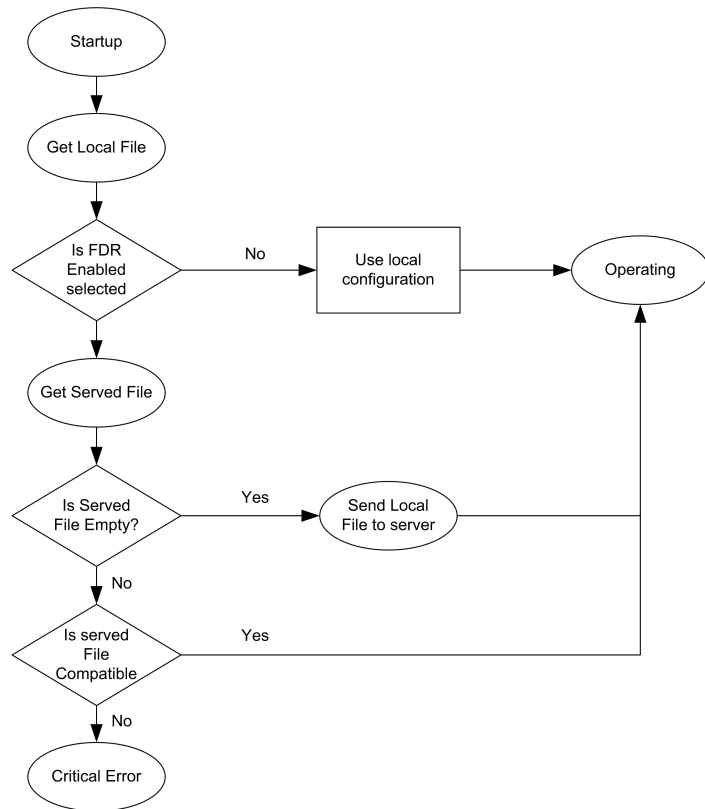 Startup
Get Local File
Is FDR
Enabled
selected
No
Use local
configuration
Operating
Get Served File
Is Served
File Empty?
Yes
Send Local
File to server
No
Is served
File
Compatible
Yes
No
Critical Error